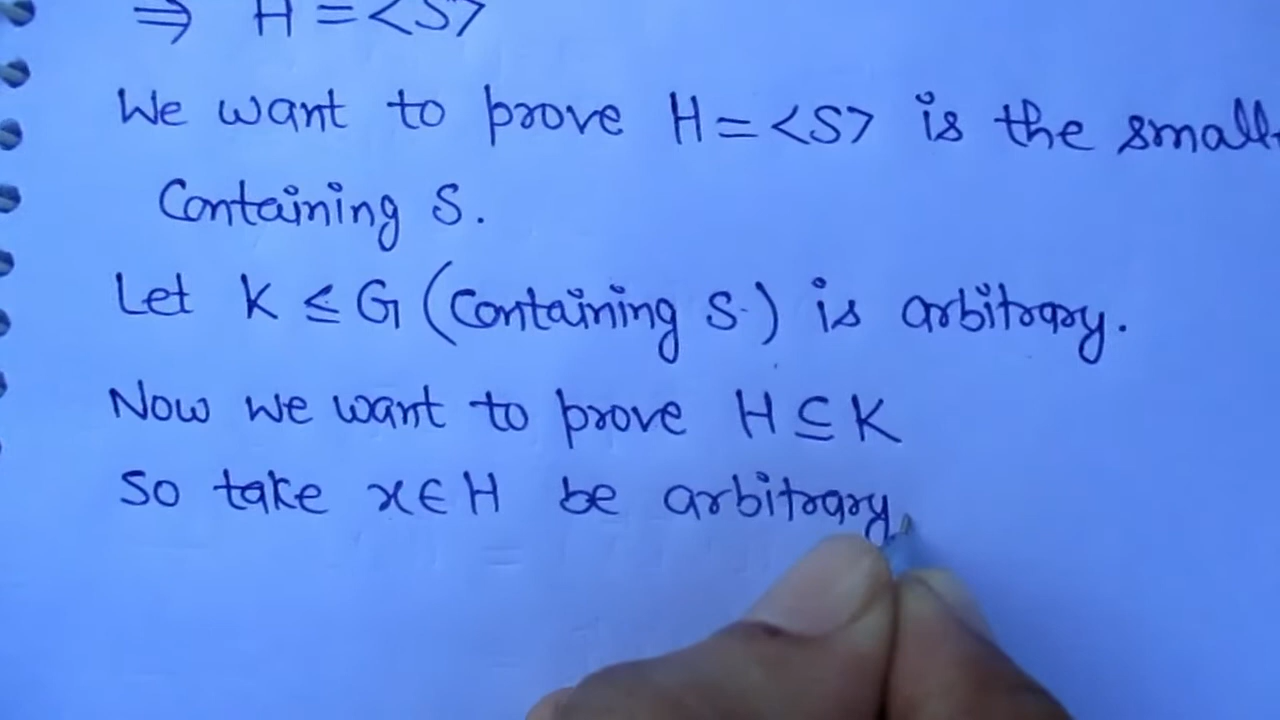 ⇒ H = <S>
We want to prove H = <S> is the small
Containing S.
Let K ≤ G (Containing S.) is arbitrary.
Now we want to prove H ⊆ K
So take x ∈ H be arbitrary,